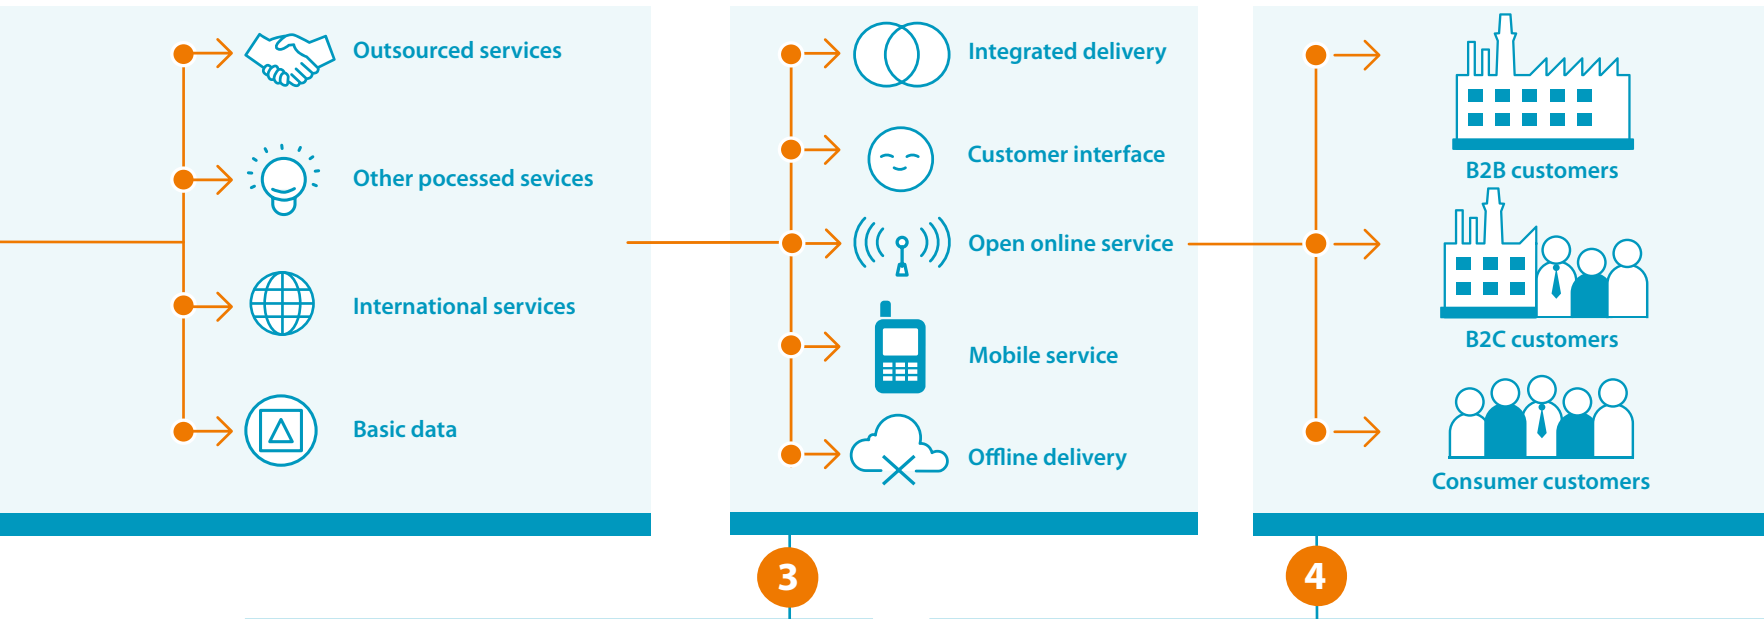 Outsourced services
Other pocessed sevices
International services
Basic data
Integrated delivery
Customer interface
Open online service
Mobile service
Offline delivery
B2B customers
B2C customers
Consumer customers
3
4